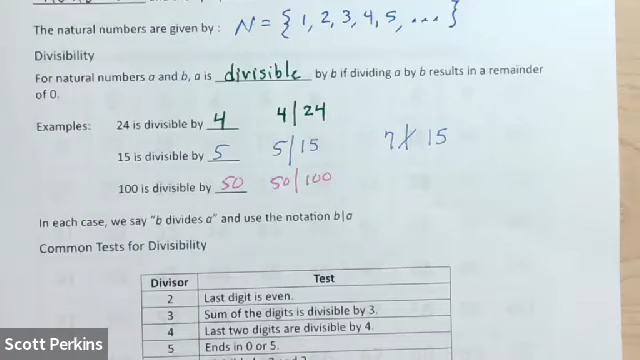 The natural numbers are given by : N = { 1, 2, 3, 4, 5, ... }
Divisibility
For natural numbers a and b, a is divisible by b if dividing a by b results in a remainder
of 0.
Examples: 24 is divisible by 4 4 | 24
15 is divisible by 5 5 | 15 7 ∤ 15
100 is divisible by 50 50 | 100
In each case, we say "b divides a" and use the notation b|a
Common Tests for Divisibility
Divisor Test
2 Last digit is even.
3 Sum of the digits is divisible by 3.
4 Last two digits are divisible by 4.
5 Ends in 0 or 5.
Scott Perkins